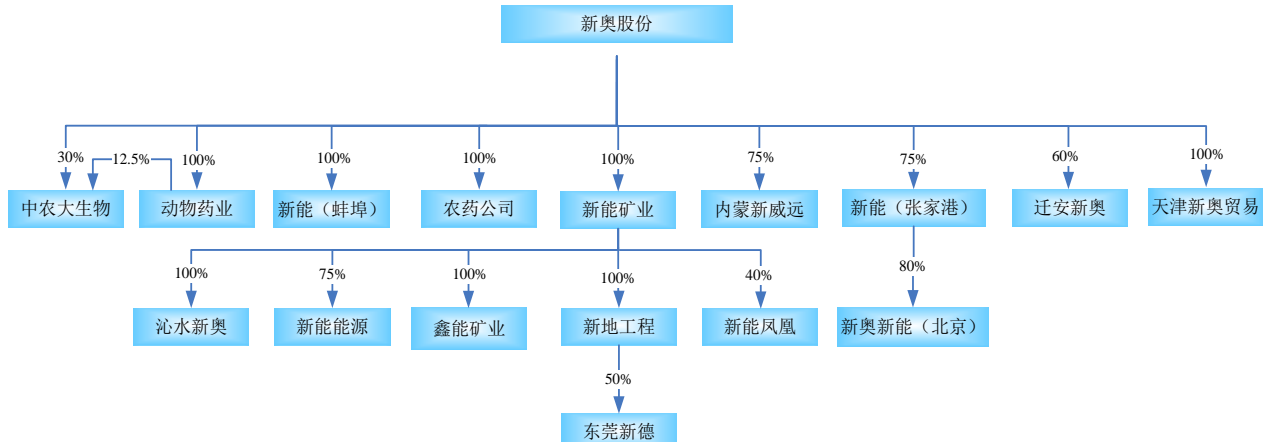 新奥股份
30%
12.5%
100%
100%
100%
100%
75%
75%
60%
100%
中农大生物
动物药业
新能（蚌埠）
农药公司
新能矿业
内蒙新威远
新能（张家港）
迁安新奥
天津新奥贸易
100%
75%
100%
100%
40%
80%
沁水新奥
新能能源
鑫能矿业
新地工程
新能凤凰
新奥新能（北京）
50%
东莞新德